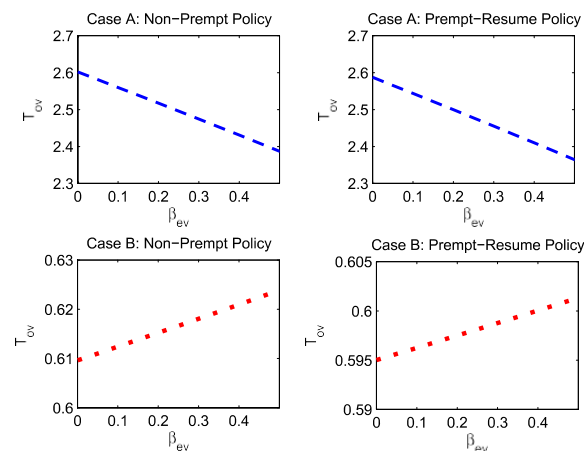 Case A: Non-Prempt Policy
2.7
2.6
2.5
2.4
2.3
T_ov
0 0.1 0.2 0.3 0.4
β_ev
Case A: Prempt-Resume Policy
2.7
2.6
2.5
2.4
2.3
T_ov
0 0.1 0.2 0.3 0.4
β_ev
Case B: Non-Prempt Policy
0.63
0.62
0.61
0.6
T_ov
0 0.1 0.2 0.3 0.4
β_ev
Case B: Prempt-Resume Policy
0.605
0.6
0.595
0.59
T_ov
0 0.1 0.2 0.3 0.4
β_ev